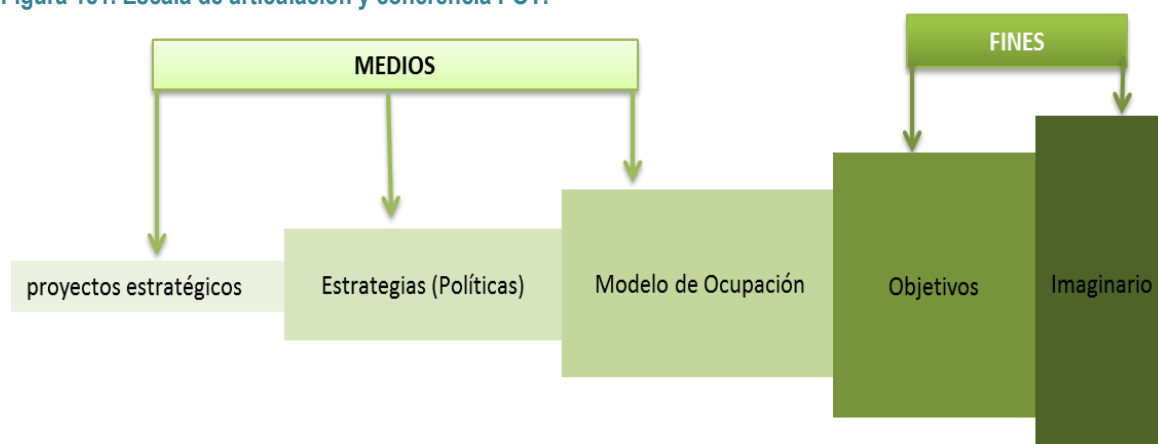 FINES
MEDIOS
proyectos estratégicos
Estrategias (Políticas)
Modelo de Ocupación
Objetivos
Imaginario